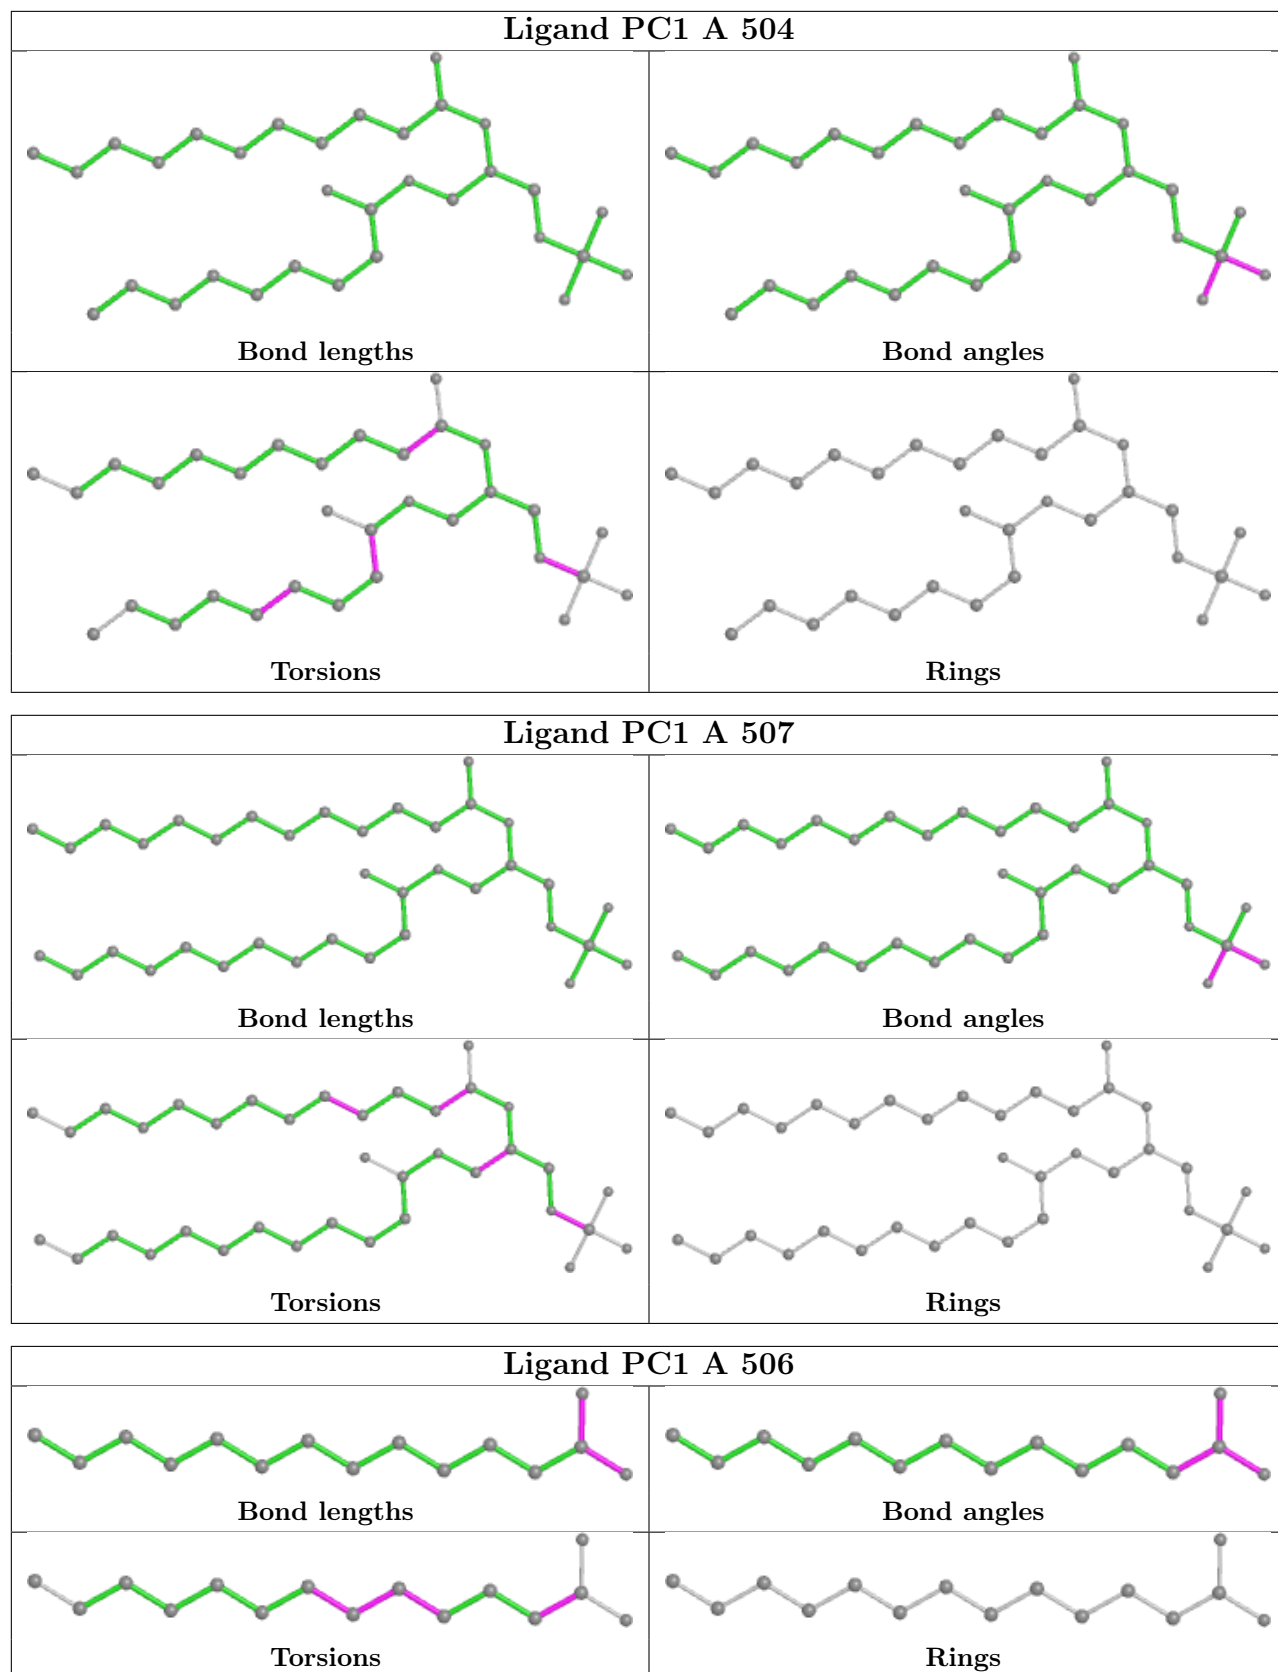 Ligand PC1 A 504
Bond lengths
Bond angles
Torsions
Rings
Ligand PC1 A 507
Bond lengths
Bond angles
Torsions
Rings
Ligand PC1 A 506
Bond lengths
Bond angles
Torsions
Rings